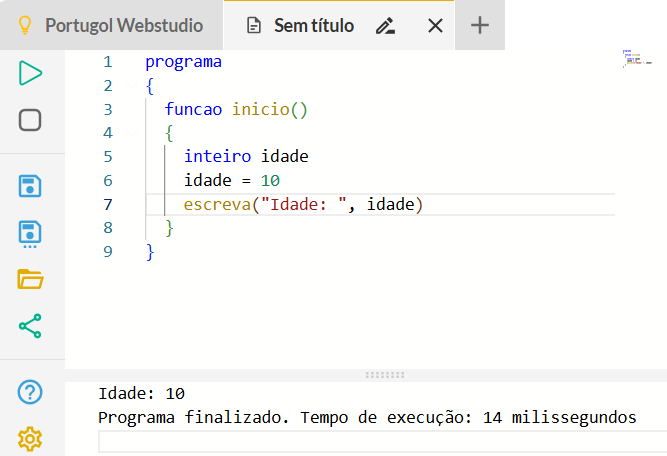 Portugol Webstudio
Sem título
1 programa
2 {
3 funcao inicio()
4 {
5 inteiro idade
6 idade = 10
7 escreva("Idade: ", idade)
8 }
9 }
Idade: 10
Programa finalizado. Tempo de execução: 14 milissegundos